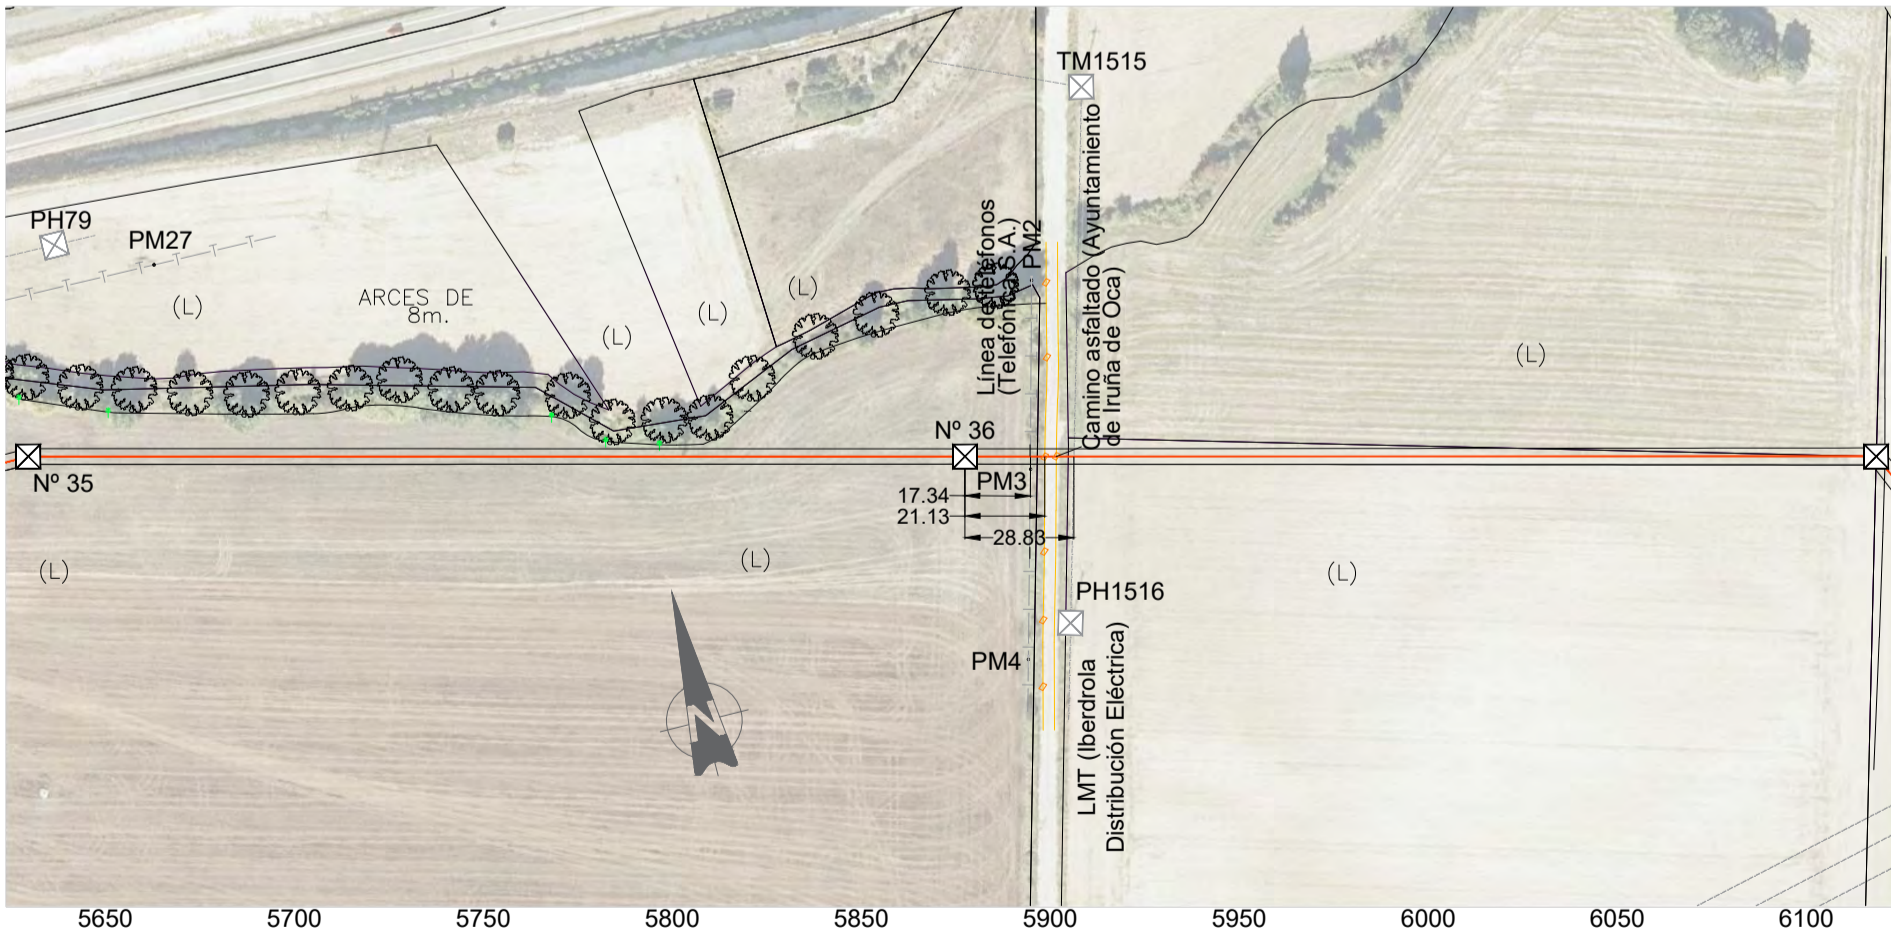 TM1515
PH79
PM27
(L)
ARCES DE
8m.
(L)
(L)
(L)
Línea de teléfonos
(Telefónica S.A.)
PM2
Camino asfaltado (Ayuntamiento
de Iruña de Oca)
(L)
Nº 35
Nº 36
PM3
17.34
21.13
28.83
(L)
(L)
(L)
PH1516
PM4
LMT (Iberdrola
Distribución Eléctrica)
5650 5700 5750 5800 5850 5900 5950 6000 6050 6100